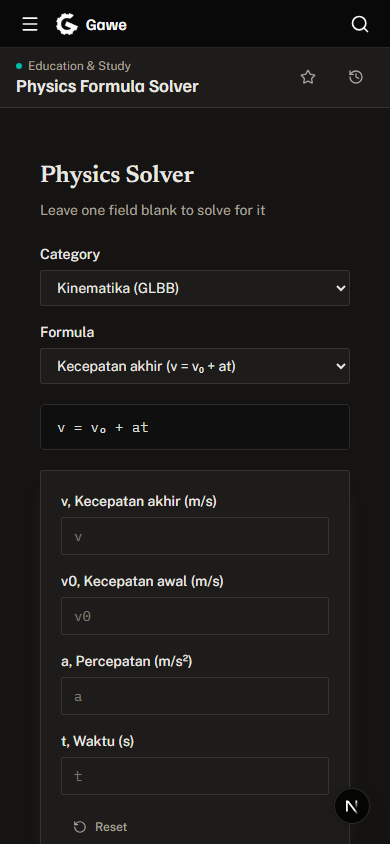 Gawe
Education & Study
Physics Formula Solver
Physics Solver
Leave one field blank to solve for it
Category
Kinematika (GLBB)
Formula
Kecepatan akhir (v = v₀ + at)
v = v₀ + at
v, Kecepatan akhir (m/s)
v
v0, Kecepatan awal (m/s)
v0
a, Percepatan (m/s²)
a
t, Waktu (s)
t
Reset
N